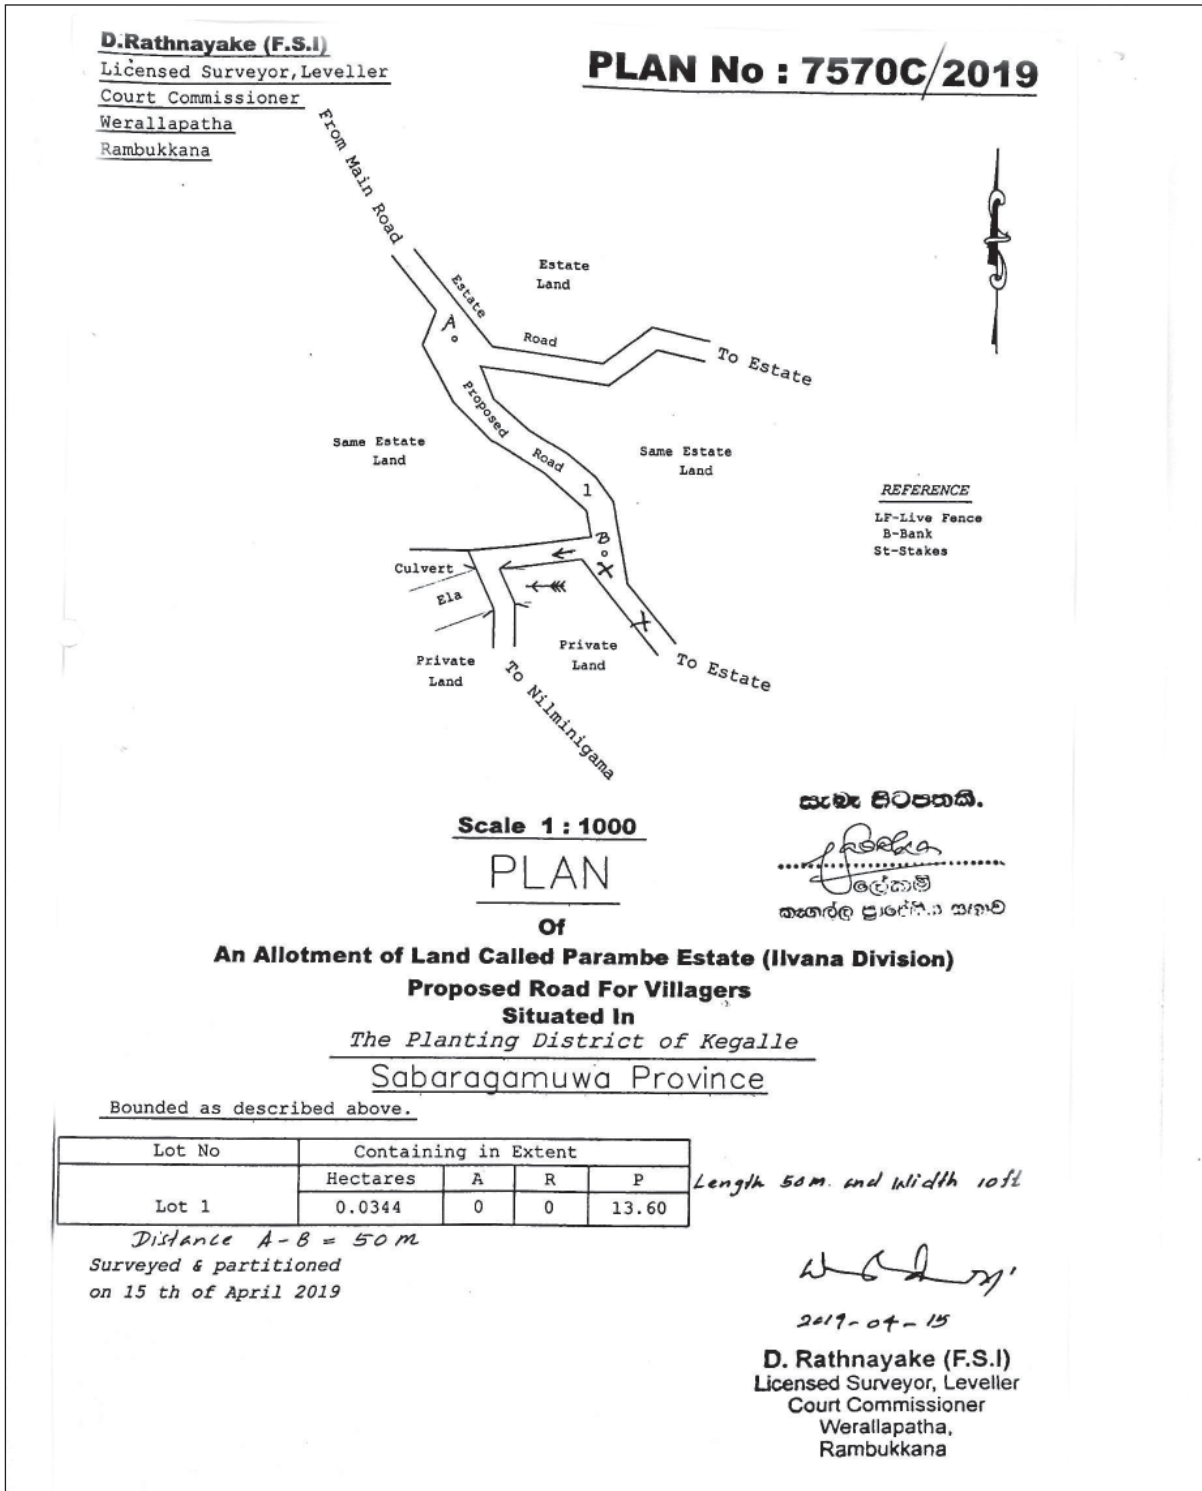 D.Rathnayake (F.S.I)
Licensed Surveyor, Leveller
Court Commissioner
Werallapatha
Rambukkana
PLAN No : 7570C/2019
From Main Road
Estate
Land
Estate
Road
To Estate
A
Proposed
Road
1
Same Estate
Land
Same Estate
Land
REFERENCE
LF-Live Fence
B-Bank
St-Stakes
B
Culvert
Ela
Private
Land
Private
Land
To Estate
To Nilminigama
සැබෑ පිටපතකි.
Scale 1 : 1000
PLAN
ලේකම්
කෑගල්ල ප්‍රාදේශීය සභාව
Of
An Allotment of Land Called Parambe Estate (Ilvana Division)
Proposed Road For Villagers
Situated In
The Planting District of Kegalle
Sabaragamuwa Province
Bounded as described above.
Lot No Containing in Extent
Hectares A R P
Lot 1 0.0344 0 0 13.60
Length 50m. and Width 10ft
Distance A-B = 50m
Surveyed & partitioned
on 15 th of April 2019
2019-04-15
D. Rathnayake (F.S.I)
Licensed Surveyor, Leveller
Court Commissioner
Werallapatha,
Rambukkana